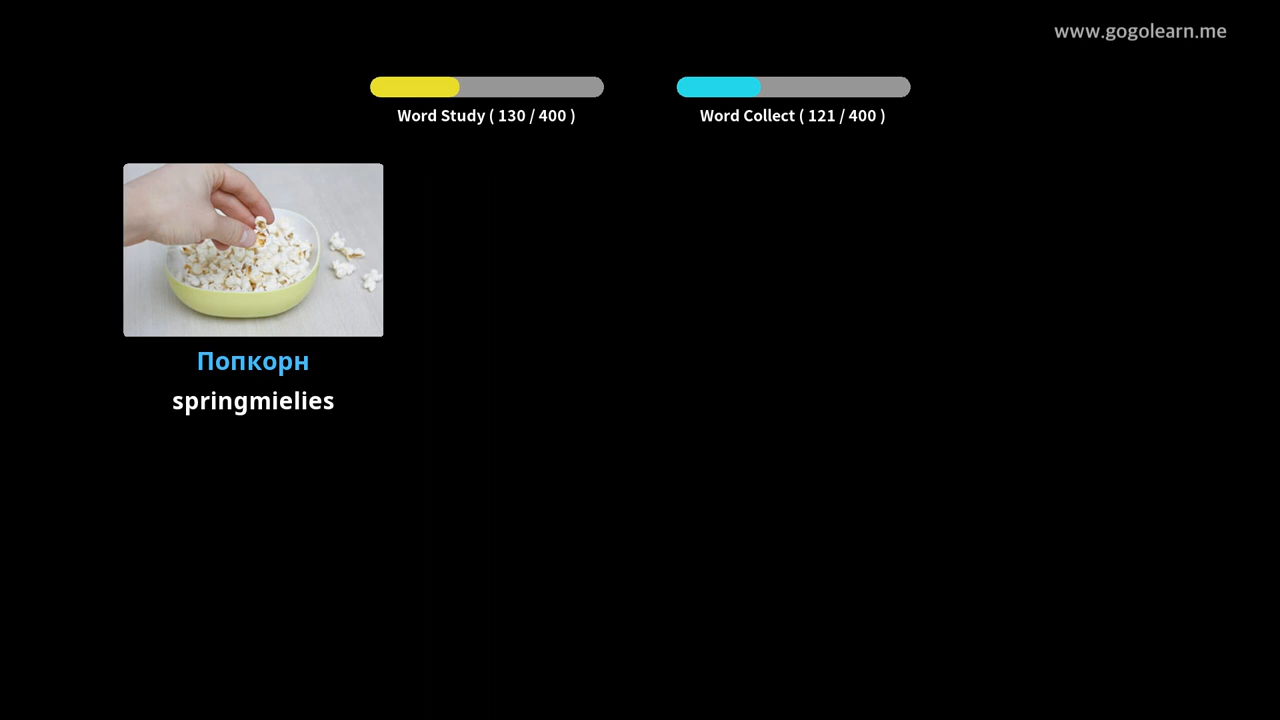 www.gogolearn.me
Word Study ( 130 / 400 )
Word Collect ( 121 / 400 )
Попкорн
springmielies